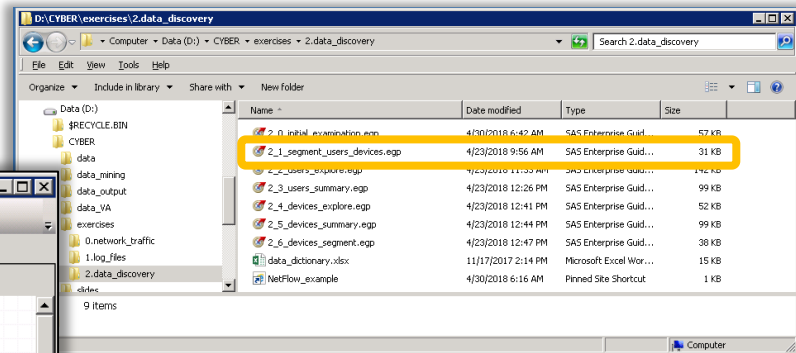 D:\CYBER\exercises\2.data_discovery
Computer Data (D:) CYBER exercises 2.data_discovery Search 2.data_discovery
File Edit View Tools Help
Organize Include in library Share with New folder
Data (D:) Name Date modified Type Size
$RECYCLE.BIN 2_0_initial_examination.egp 4/30/2018 6:42 AM SAS Enterprise Guid... 57 KB
CYBER 2_1_segment_users_devices.egp 4/23/2018 9:56 AM SAS Enterprise Guid... 31 KB
data 2_2_users_explore.egp 4/23/2018 11:53 AM SAS Enterprise Guid... 142 KB
data_mining 2_3_users_summary.egp 4/23/2018 12:26 PM SAS Enterprise Guid... 99 KB
data_output 2_4_devices_explore.egp 4/23/2018 12:41 PM SAS Enterprise Guid... 52 KB
data_VA 2_5_devices_summary.egp 4/23/2018 12:44 PM SAS Enterprise Guid... 99 KB
exercises 2_6_devices_segment.egp 4/23/2018 12:47 PM SAS Enterprise Guid... 38 KB
0.network_traffic data_dictionary.xlsx 11/17/2017 2:14 PM Microsoft Excel Wor... 15 KB
1.log_files NetFlow_example 4/30/2018 6:16 AM Pinned Site Shortcut 1 KB
2.data_discovery
slides
9 items
Computer